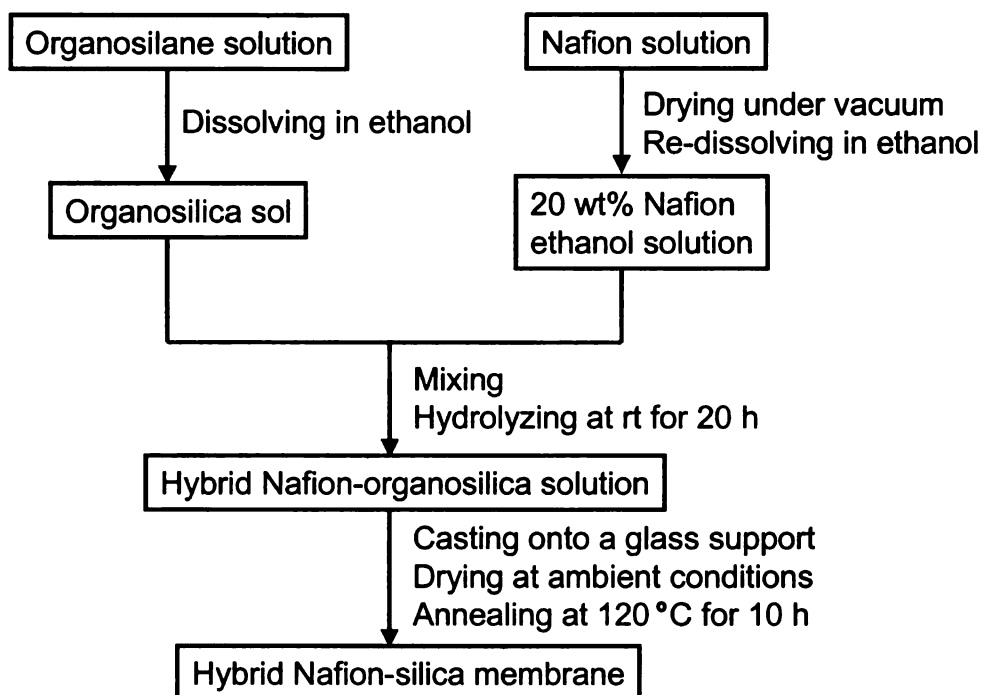 Organosilane solution
Nafion solution
Dissolving in ethanol
Drying under vacuum
Re-dissolving in ethanol
Organosilica sol
20 wt% Nafion
ethanol solution
Mixing
Hydrolyzing at rt for 20 h
Hybrid Nafion-organosilica solution
Casting onto a glass support
Drying at ambient conditions
Annealing at 120 °C for 10 h
Hybrid Nafion-silica membrane